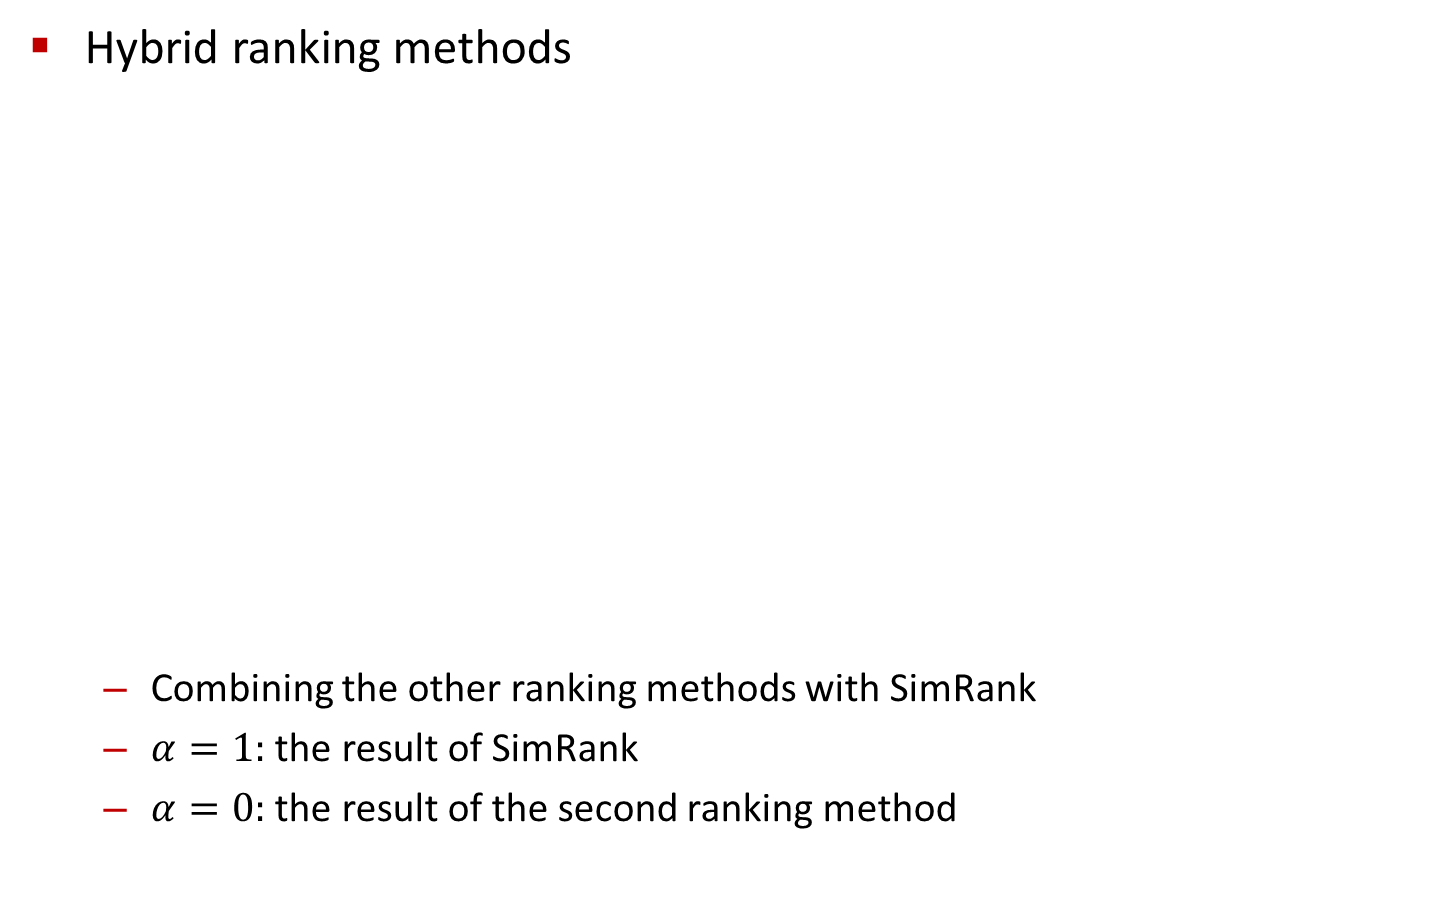 ▪ Hybrid ranking methods
– Combining the other ranking methods with SimRank
– 𝛼 = 1: the result of SimRank
– 𝛼 = 0: the result of the second ranking method